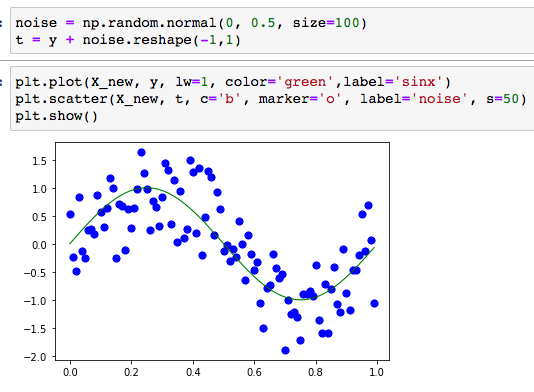 noise = np.random.normal(0, 0.5, size=100)
t = y + noise.reshape(-1,1)
plt.plot(X_new, y, lw=1, color='green',label='sinx')
plt.scatter(X_new, t, c='b', marker='o', label='noise', s=50)
plt.show()
1.5
1.0
0.5
0.0
−0.5
−1.0
−1.5
−2.0
0.0 0.2 0.4 0.6 0.8 1.0